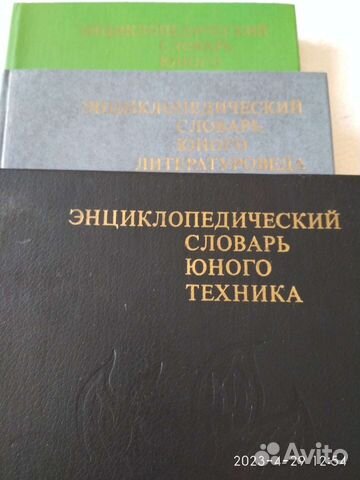 ЭНЦИКЛОПЕДИЧЕСКИЙ
СЛОВАРЬ
ЮНОГО
ЭНЦИКЛОПЕДИЧЕСКИЙ
СЛОВАРЬ
ЮНОГО
ЛИТЕРАТУРОВЕДА
ЭНЦИКЛОПЕДИЧЕСКИЙ
СЛОВАРЬ
ЮНОГО
ТЕХНИКА
2023-4-29 12:54
Avito